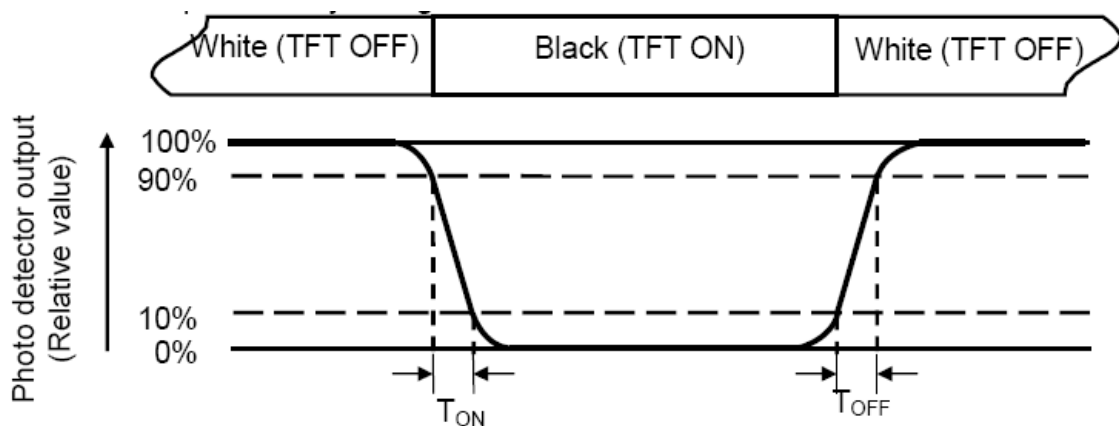 White (TFT OFF)
Black (TFT ON)
White (TFT OFF)
Photo detector output
(Relative value)
100%
90%
10%
0%
TON
TOFF